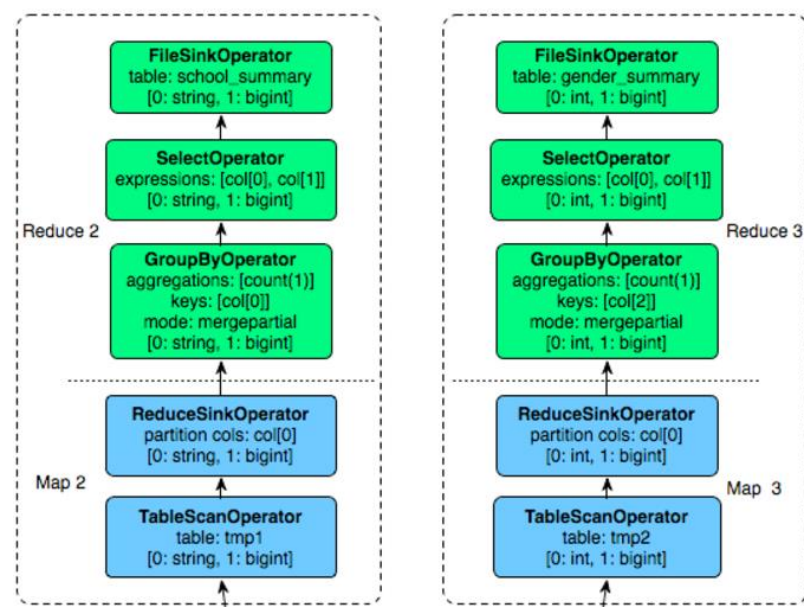 FileSinkOperator
table: school_summary
[0: string, 1: bigint]
SelectOperator
expressions: [col[0], col[1]]
[0: string, 1: bigint]
Reduce 2
GroupByOperator
aggregations: [count(1)]
keys: [col[0]]
mode: mergepartial
[0: string, 1: bigint]
ReduceSinkOperator
partition cols: col[0]
[0: string, 1: bigint]
Map 2
TableScanOperator
table: tmp1
[0: string, 1: bigint]
FileSinkOperator
table: gender_summary
[0: int, 1: bigint]
SelectOperator
expressions: [col[0], col[1]]
[0: int, 1: bigint]
Reduce 3
GroupByOperator
aggregations: [count(1)]
keys: [col[2]]
mode: mergepartial
[0: int, 1: bigint]
ReduceSinkOperator
partition cols: col[0]
[0: int, 1: bigint]
Map 3
TableScanOperator
table: tmp2
[0: int, 1: bigint]